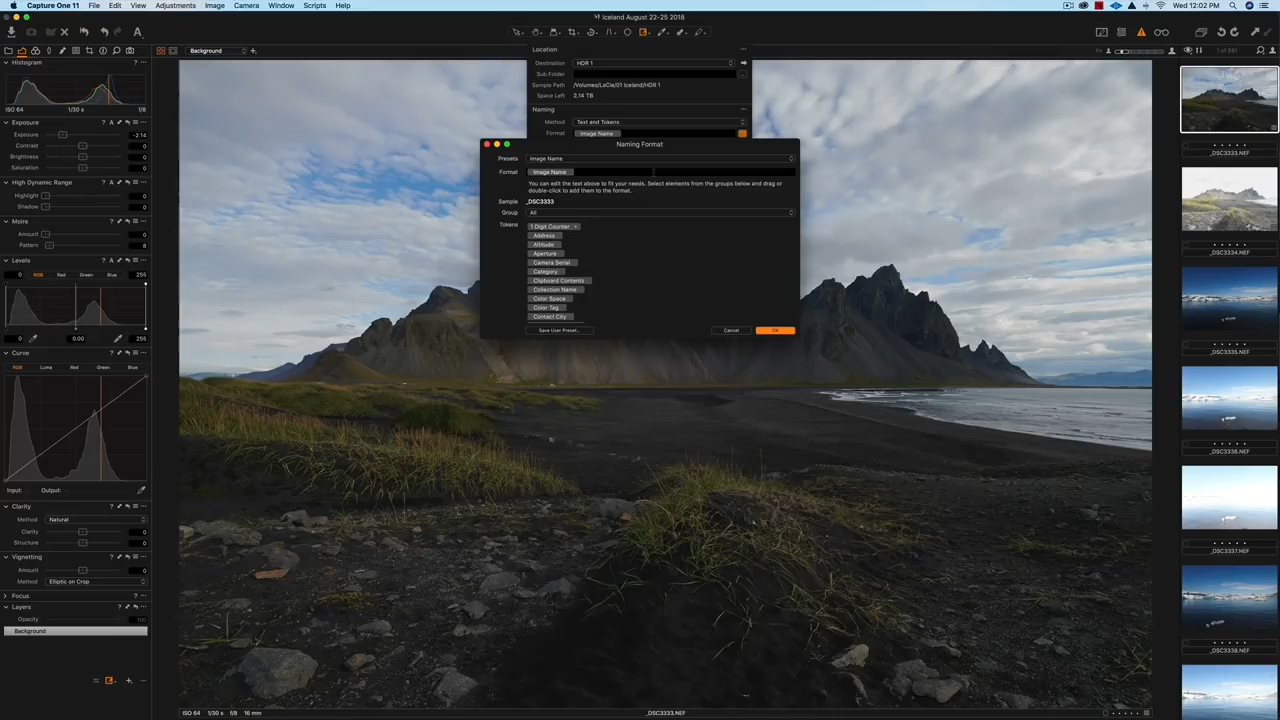 Capture One 11 File Edit View Adjustments Image Camera Window Scripts Help Wed 12:02 PM
Iceland August 22-25 2018
Background
1 of 581
Histogram
ISO 64 1/30 s f/8
Exposure
Exposure -2.14
Contrast 0
Brightness 0
Saturation 0
High Dynamic Range
Highlight 0
Shadow 0
Moire
Amount 0
Pattern 8
Levels
0 RGB Red Green Blue 255
0 0.00 255
Curve
RGB Luma Red Green Blue
Input: Output:
Clarity
Method Natural
Clarity 0
Structure 0
Vignetting
Amount 0
Method Elliptic on Crop
Focus
Layers
Opacity 100
Background
Location
Destination HDR 1
Sub Folder
Sample Path /Volumes/LaCie/01 Iceland/HDR 1
Space Left 2.14 TB
Naming
Method Text and Tokens
Format Image Name
Naming Format
Presets Image Name
Format Image Name
You can edit the text above to fit your needs. Select elements from the groups below and drag or
double-click to add them to the format.
Sample _DSC3333
Group All
Tokens 1 Digit Counter
Address
Altitude
Aperture
Camera Serial
Category
Clipboard Contents
Collection Name
Color Space
Color Tag
Contact City
Save User Preset... Cancel OK
_DSC3333.NEF
_DSC3334.NEF
_DSC3335.NEF
_DSC3336.NEF
_DSC3337.NEF
_DSC3338.NEF
ISO 64 1/30 s f/8 16 mm _DSC3333.NEF